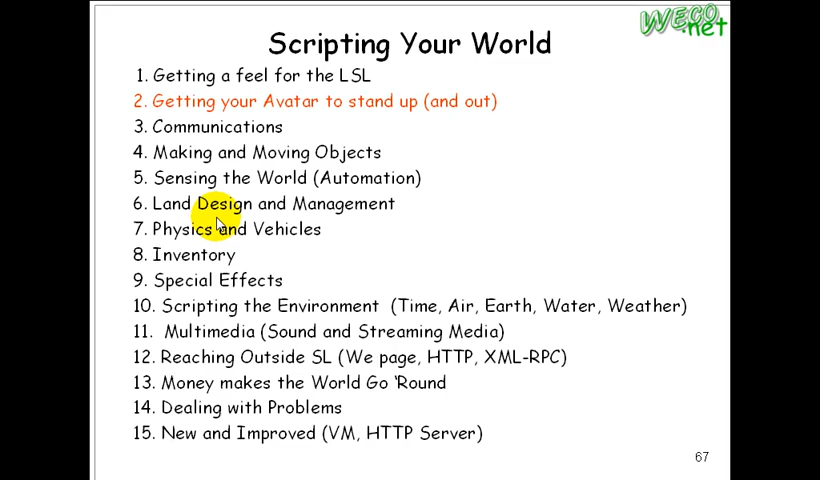 WECO.net
Scripting Your World
1. Getting a feel for the LSL
2. Getting your Avatar to stand up (and out)
3. Communications
4. Making and Moving Objects
5. Sensing the World (Automation)
6. Land Design and Management
7. Physics and Vehicles
8. Inventory
9. Special Effects
10. Scripting the Environment (Time, Air, Earth, Water, Weather)
11. Multimedia (Sound and Streaming Media)
12. Reaching Outside SL (We page, HTTP, XML-RPC)
13. Money makes the World Go ‘Round
14. Dealing with Problems
15. New and Improved (VM, HTTP Server)
67